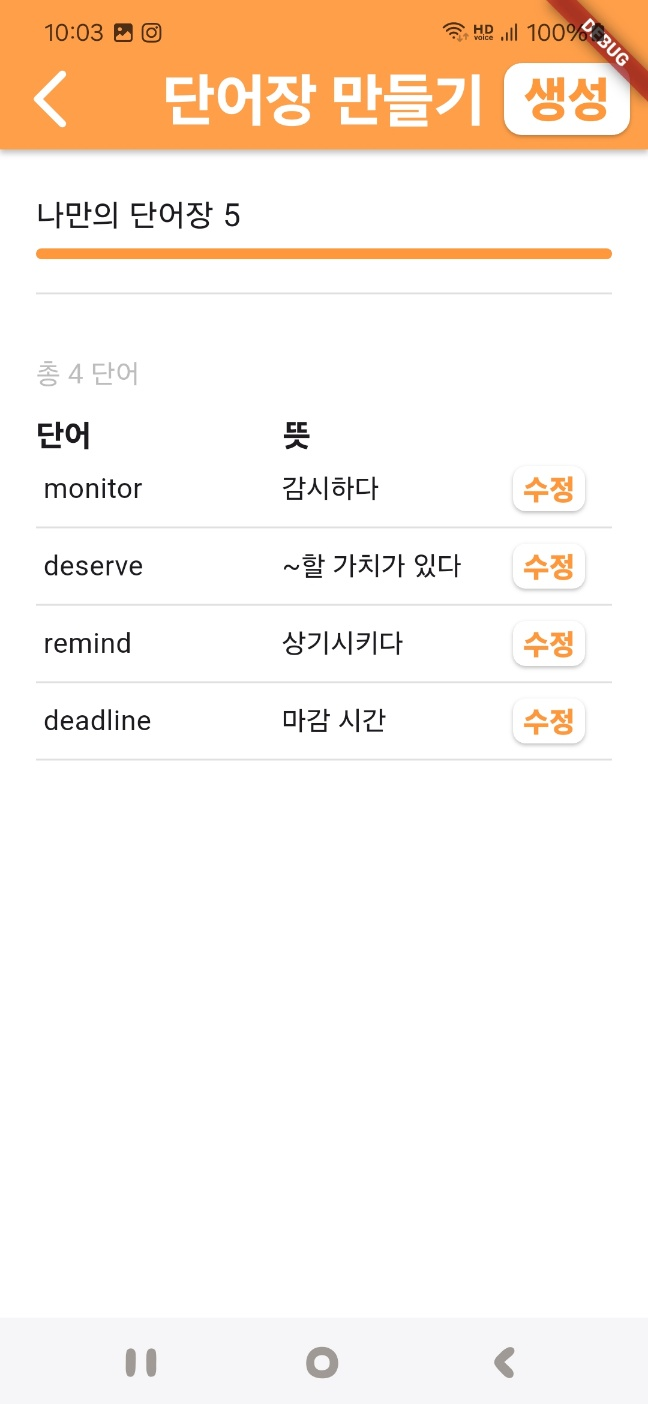 10:03 HD voice 100%
DEBUG
단어장 만들기 생성
나만의 단어장 5
총 4 단어
단어 뜻
monitor 감시하다 수정
deserve ~할 가치가 있다 수정
remind 상기시키다 수정
deadline 마감 시간 수정